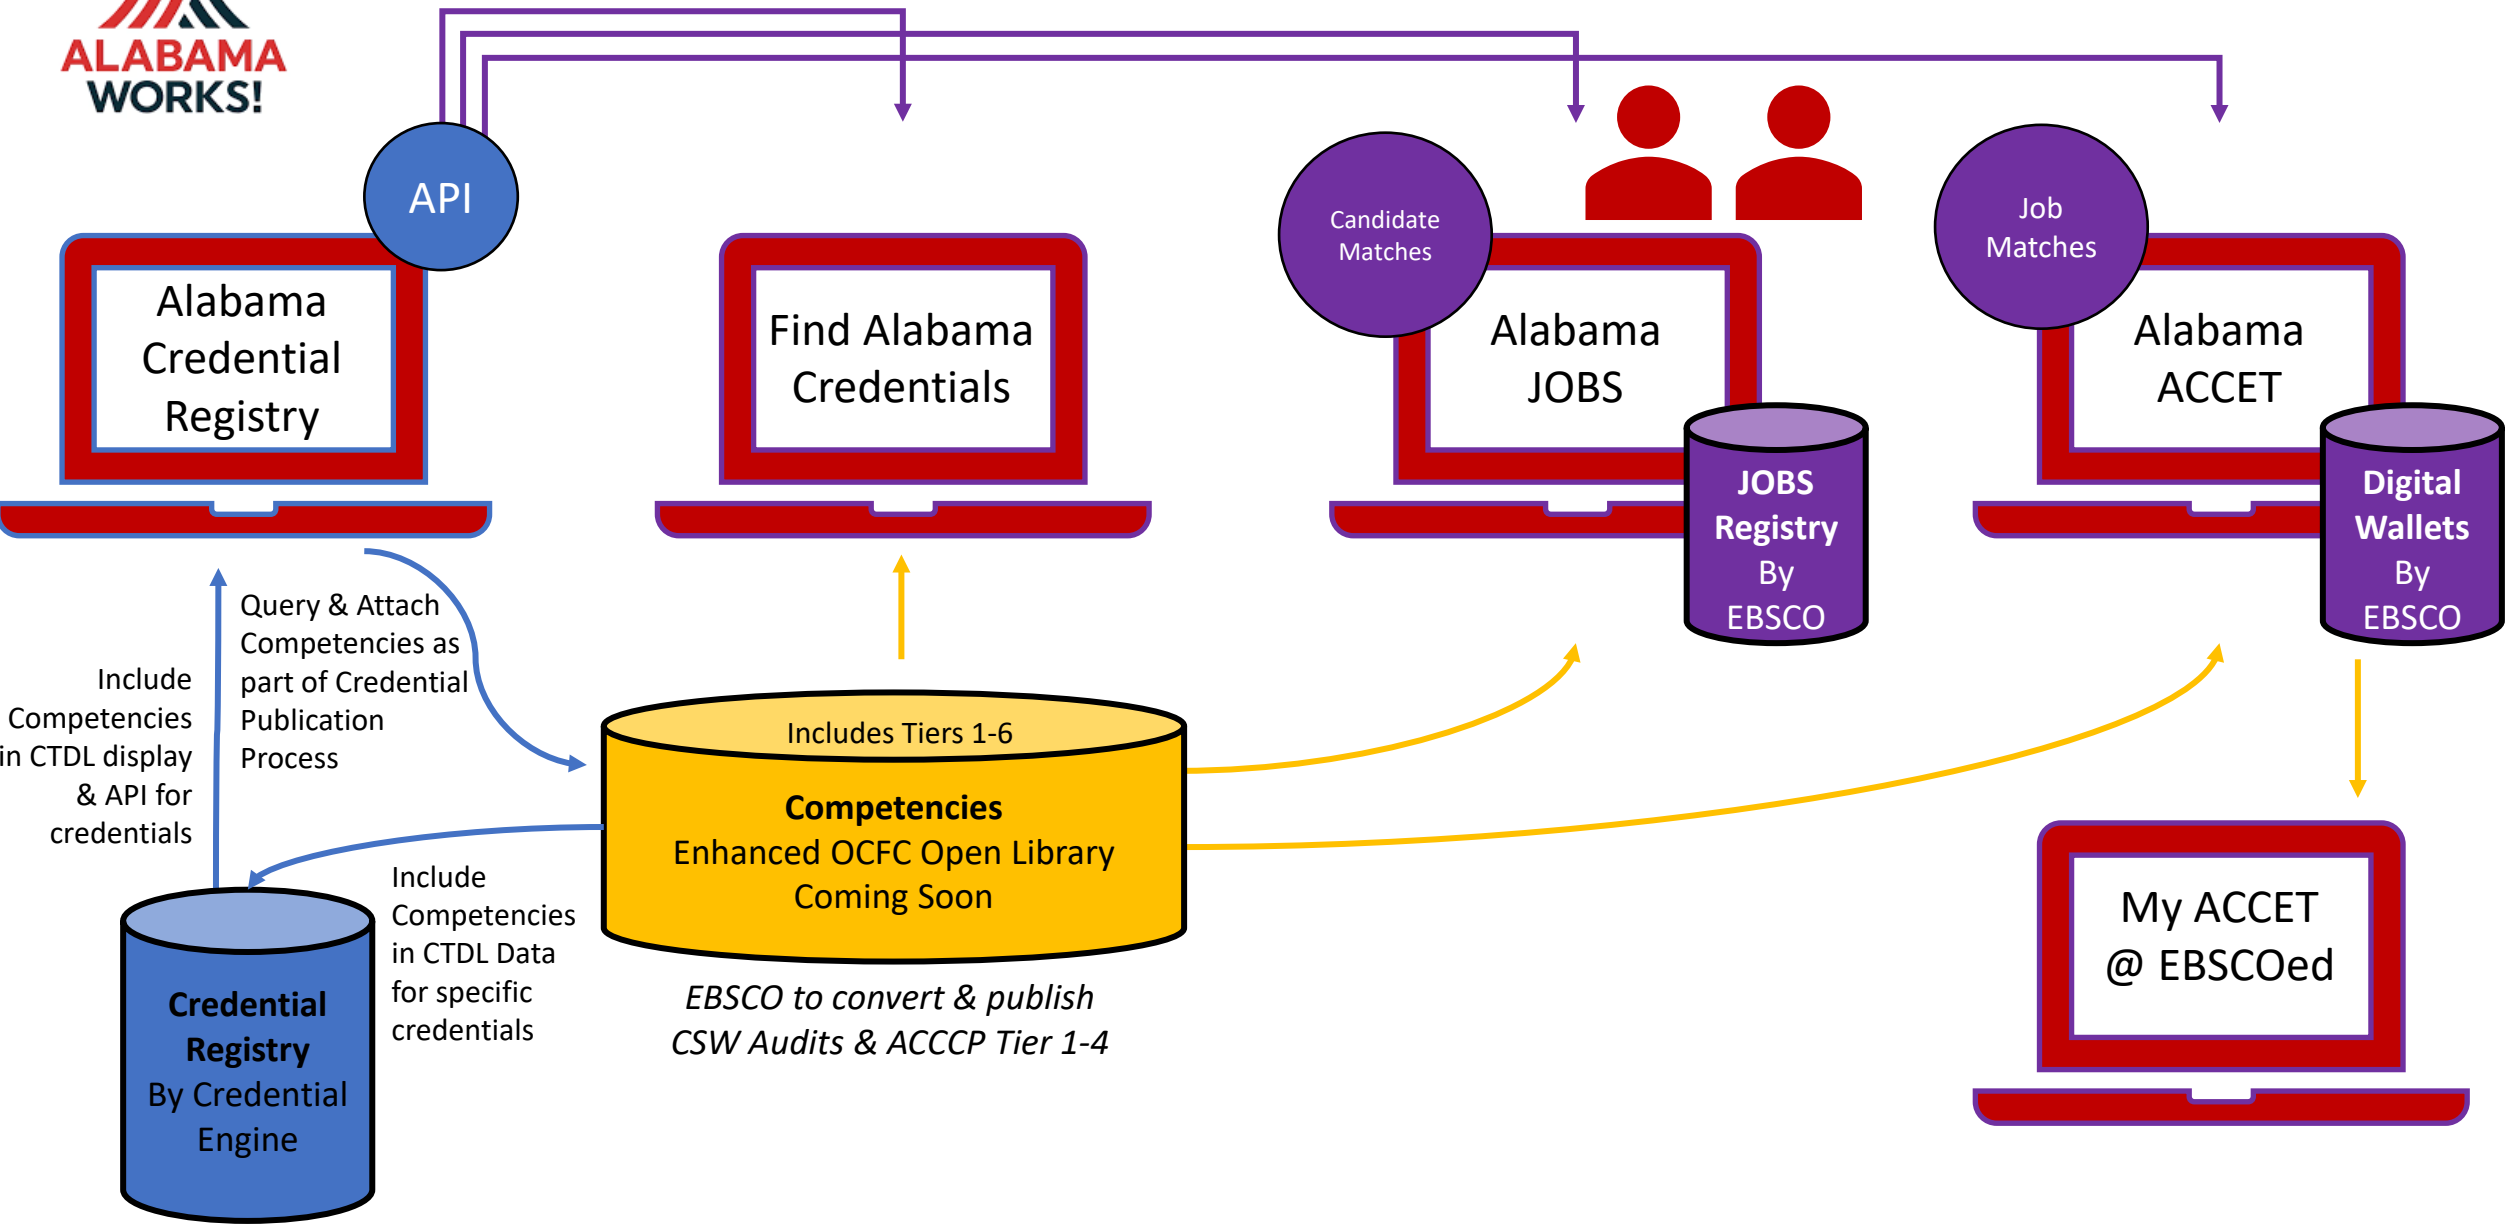 ALABAMA
WORKS!
API
Alabama
Credential
Registry
Find Alabama
Credentials
Candidate
Matches
Alabama
JOBS
JOBS
Registry
By
EBSCO
Job
Matches
Alabama
ACCET
Digital
Wallets
By
EBSCO
Query & Attach
Competencies as
part of Credential
Publication
Process
Include
Competencies
in CTDL display
& API for
credentials
Includes Tiers 1-6
Competencies
Enhanced OCFC Open Library
Coming Soon
EBSCO to convert & publish
CSW Audits & ACCCP Tier 1-4
Include
Competencies
in CTDL Data
for specific
credentials
Credential
Registry
By Credential
Engine
My ACCET
@ EBSCOed